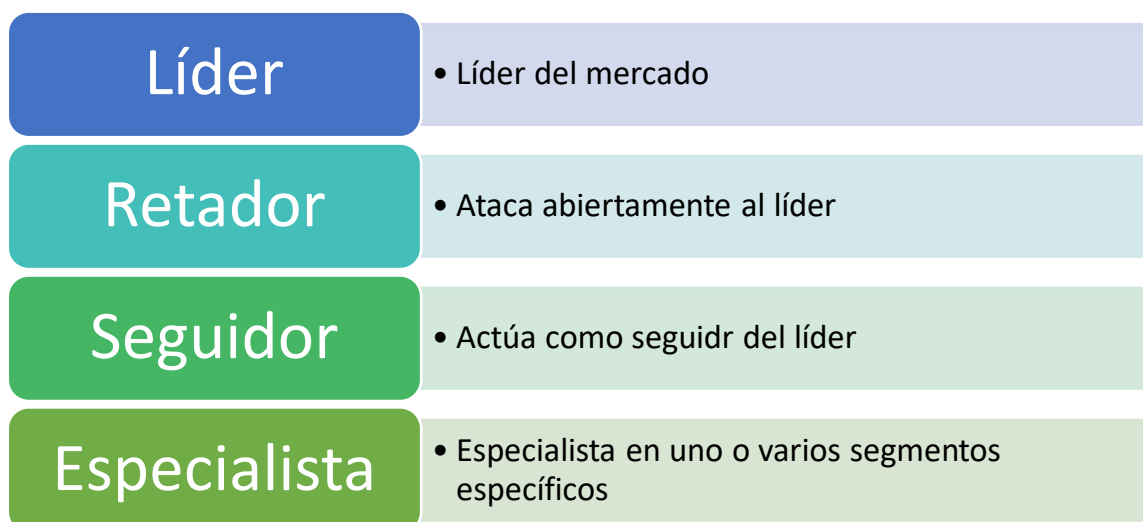 Líder
• Líder del mercado
Retador
• Ataca abiertamente al líder
Seguidor
• Actúa como seguidr del líder
Especialista
• Especialista en uno o varios segmentos
específicos